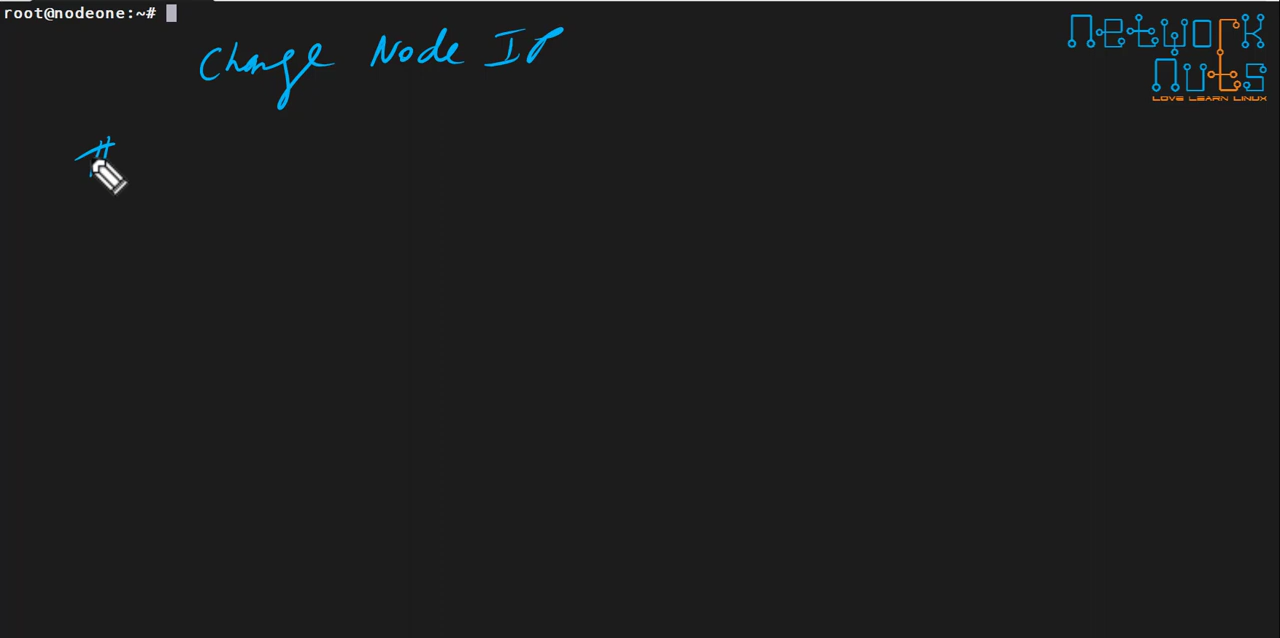 root@nodeone:~#
Change Node IP
#
Network
Nuts
LOVE LEARN LINUX